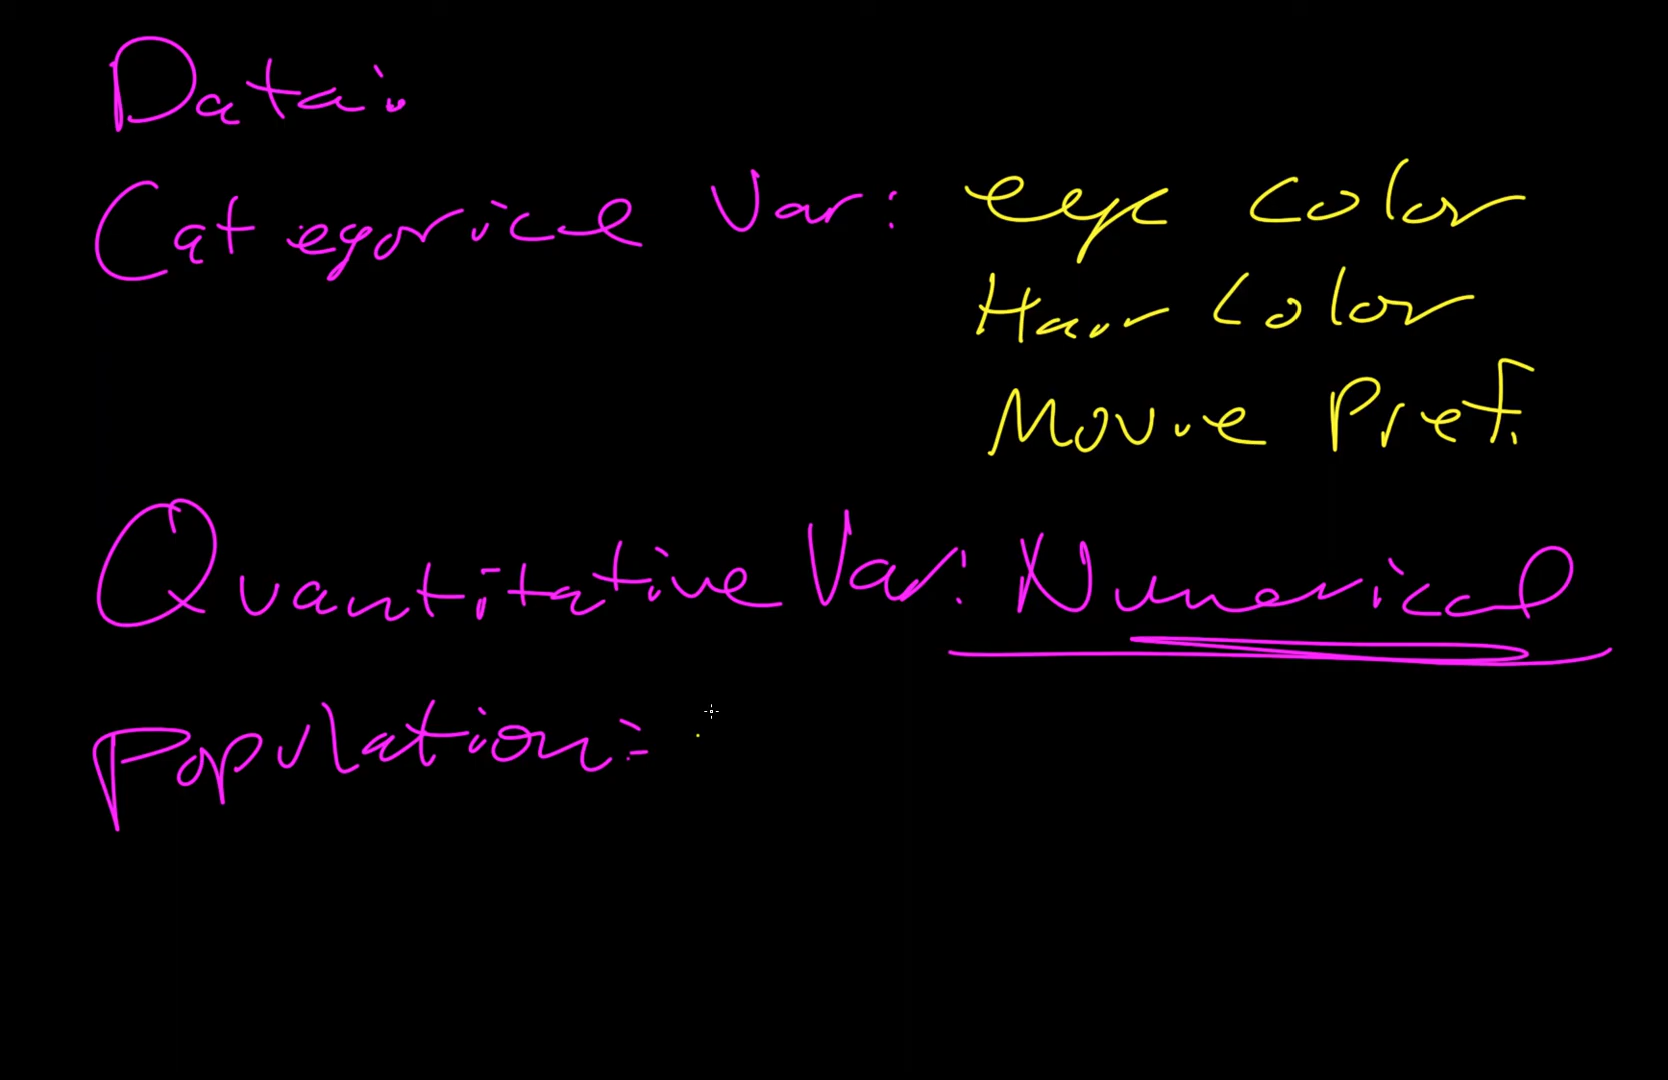 Data:
Categorical Var: eye color
Hair Color
Movie Pref.
Quantitative Var: Numerical
Population: